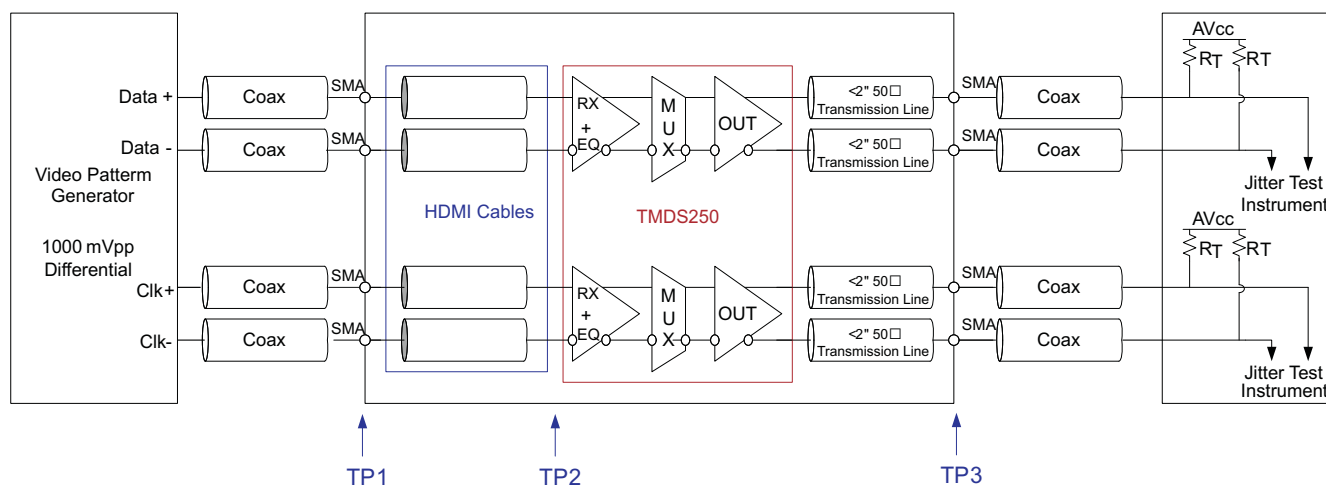 Data +
Coax
SMA
Data -
Coax
SMA
Video Patterm
Generator
1000 mVpp
Differential
Clk+
Coax
SMA
Clk-
Coax
SMA
HDMI Cables
RX
+
EQ
M
U
X
OUT
TMDS250
RX
+
EQ
M
U
X
OUT
<2" 50□
Transmission Line
<2" 50□
Transmission Line
<2" 50□
Transmission Line
<2" 50□
Transmission Line
SMA
Coax
SMA
Coax
SMA
Coax
SMA
Coax
AVcc
RT
RT
Jitter Test
Instrument
AVcc
RT
RT
Jitter Test
Instrument
TP1
TP2
TP3